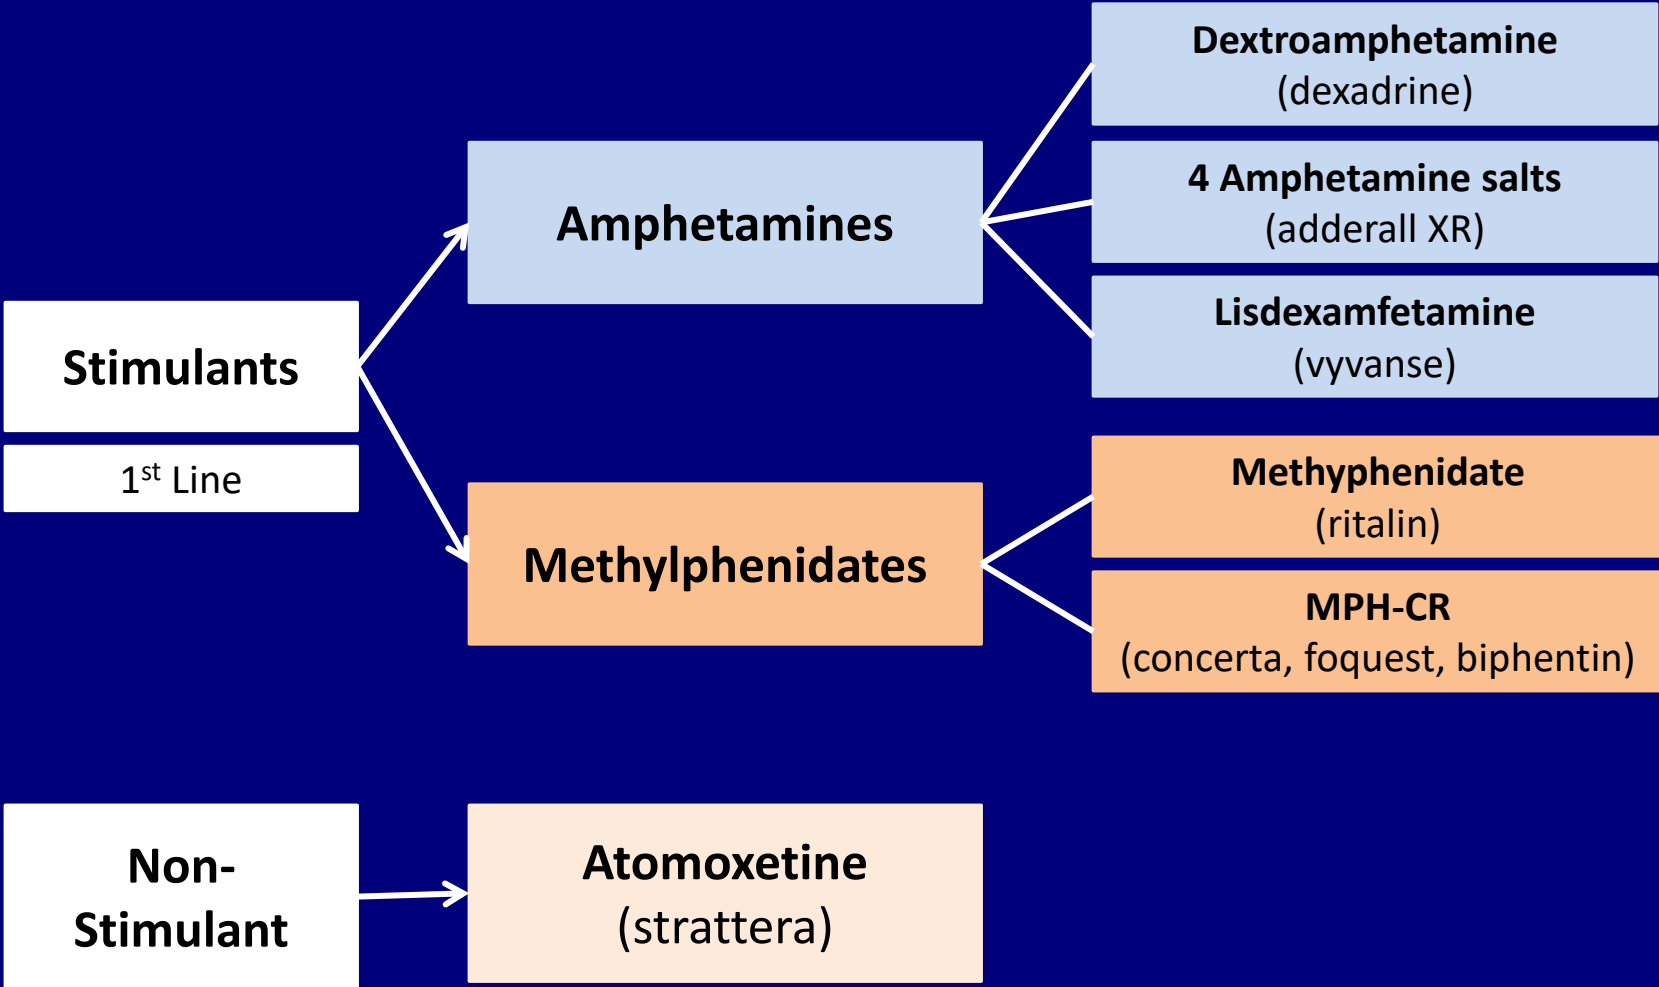 Stimulants
1st Line
Amphetamines
Dextroamphetamine
(dexadrine)
4 Amphetamine salts
(adderall XR)
Lisdexamfetamine
(vyvanse)
Methylphenidates
Methyphenidate
(ritalin)
MPH-CR
(concerta, foquest, biphentin)
Non-
Stimulant
Atomoxetine
(strattera)